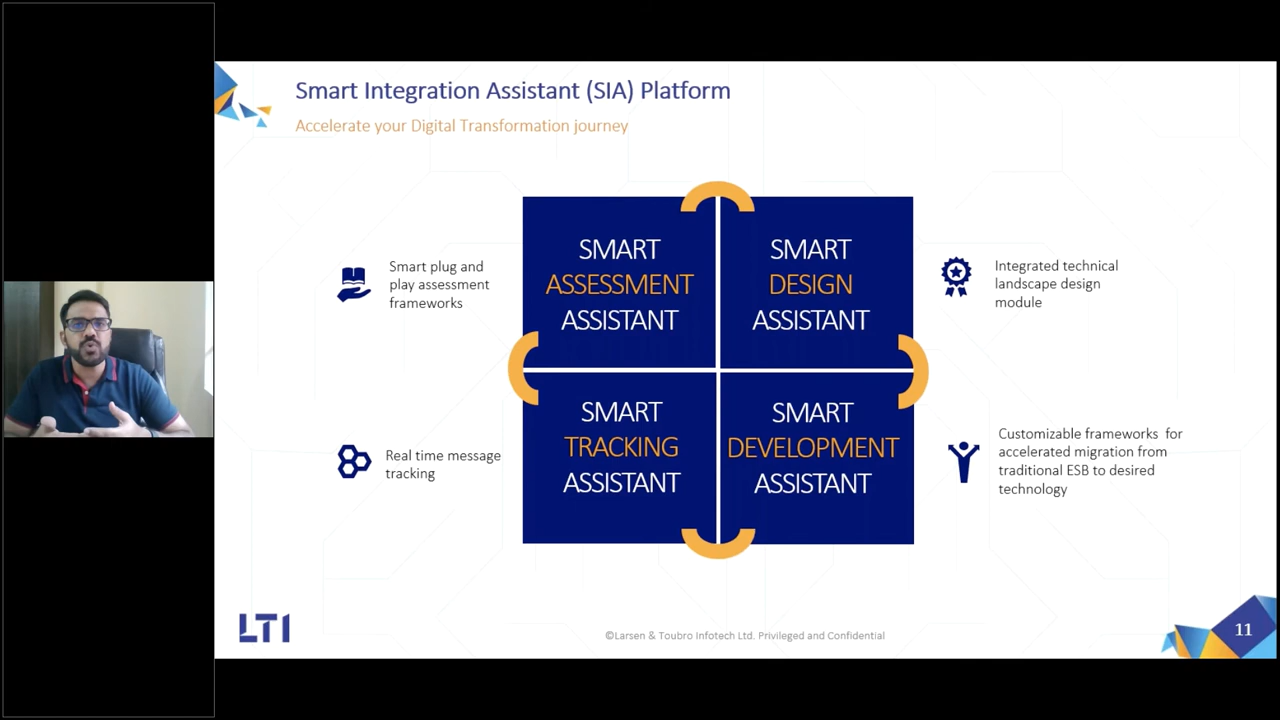 Smart Integration Assistant (SIA) Platform
Accelerate your Digital Transformation journey
Smart plug and
play assessment
frameworks
SMART
ASSESSMENT
ASSISTANT
SMART
DESIGN
ASSISTANT
Integrated technical
landscape design
module
Real time message
tracking
SMART
TRACKING
ASSISTANT
SMART
DEVELOPMENT
ASSISTANT
Customizable frameworks for
accelerated migration from
traditional ESB to desired
technology
LTI
©Larsen & Toubro Infotech Ltd. Privileged and Confidential
11